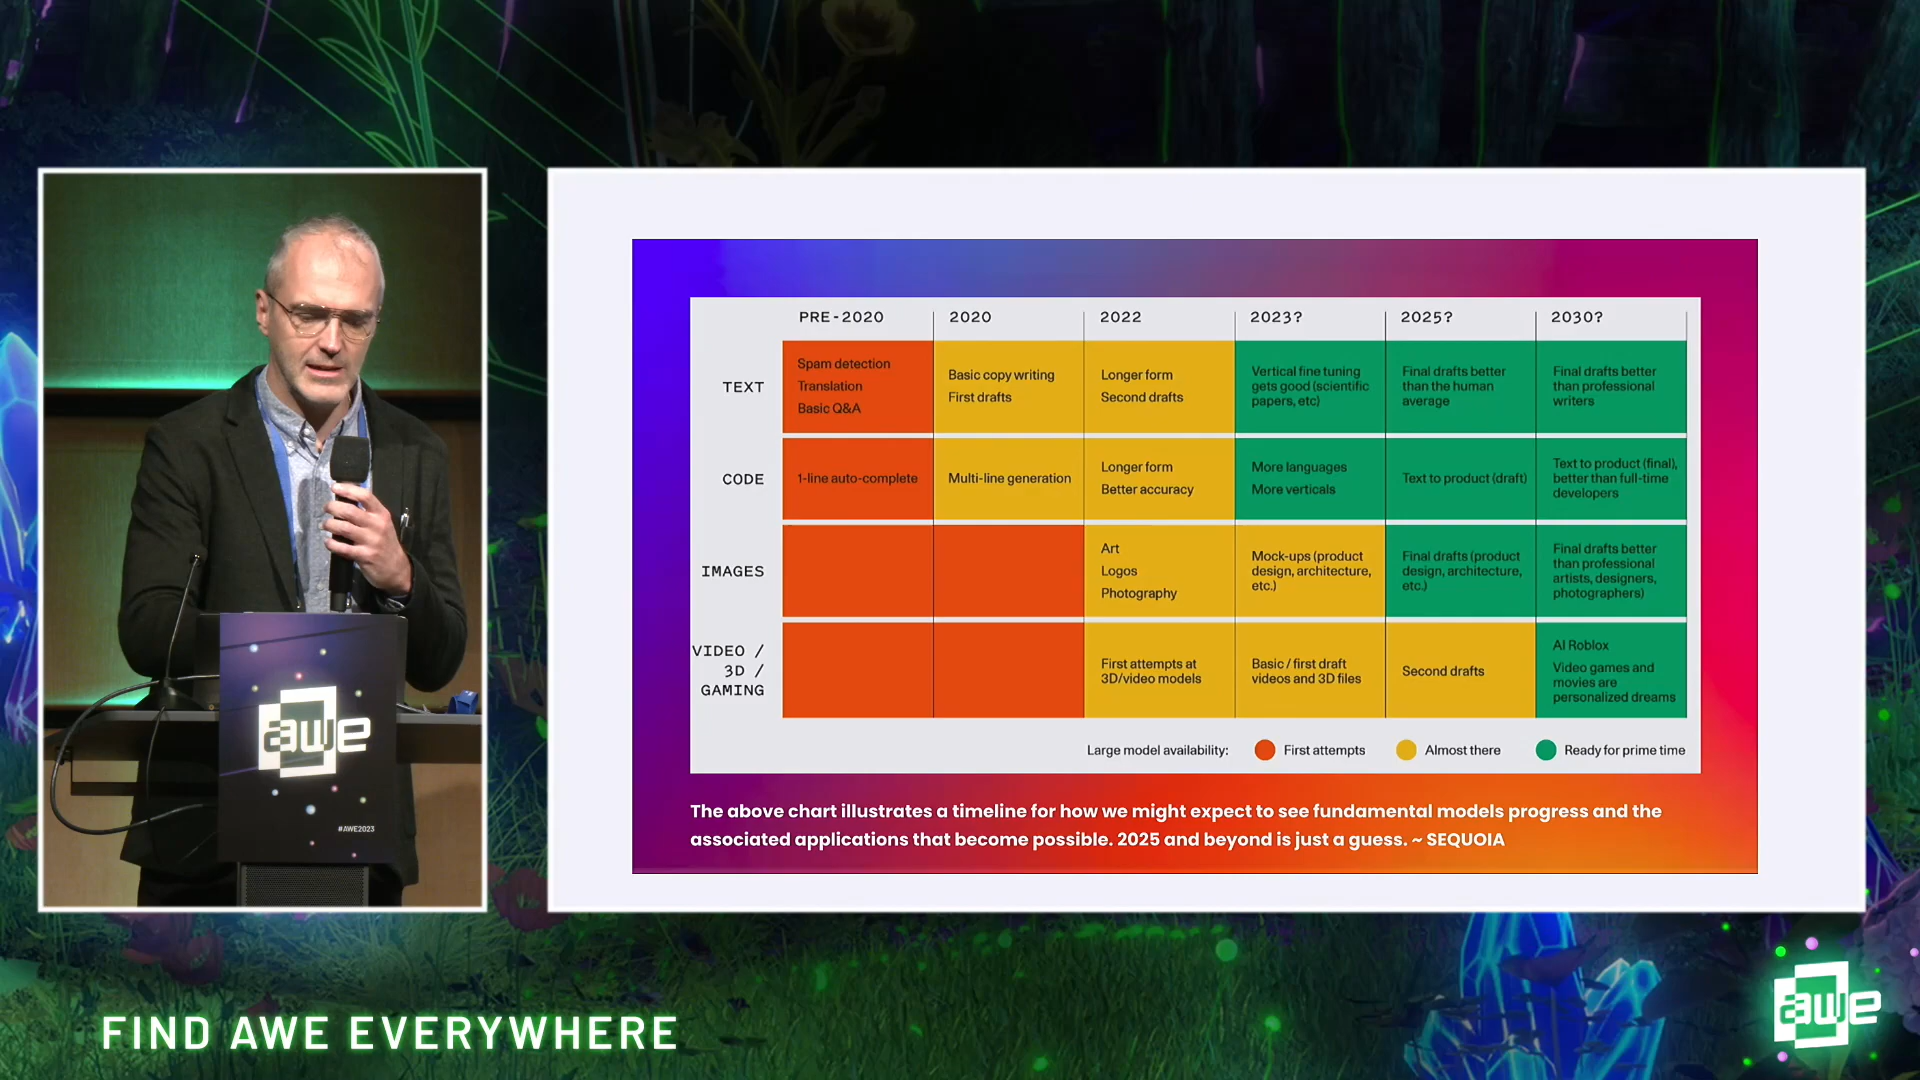 PRE-2020 2020 2022 2023? 2025? 2030?
TEXT
Spam detection
Translation
Basic Q&A
Basic copy writing
First drafts
Longer form
Second drafts
Vertical fine tuning
gets good (scientific
papers, etc)
Final drafts better
than the human
average
Final drafts better
than professional
writers
CODE
1-line auto-complete
Multi-line generation
Longer form
Better accuracy
More languages
More verticals
Text to product (draft)
Text to product (final),
better than full-time
developers
IMAGES
Art
Logos
Photography
Mock-ups (product
design, architecture,
etc.)
Final drafts (product
design, architecture,
etc.)
Final drafts better
than professional
artists, designers,
photographers)
VIDEO /
3D /
GAMING
First attempts at
3D/video models
Basic / first draft
videos and 3D files
Second drafts
AI Roblox
Video games and
movies are
personalized dreams
Large model availability: First attempts Almost there Ready for prime time
The above chart illustrates a timeline for how we might expect to see fundamental models progress and the
associated applications that become possible. 2025 and beyond is just a guess. ~ SEQUOIA
awe
#AWE2023
FIND AWE EVERYWHERE
awe